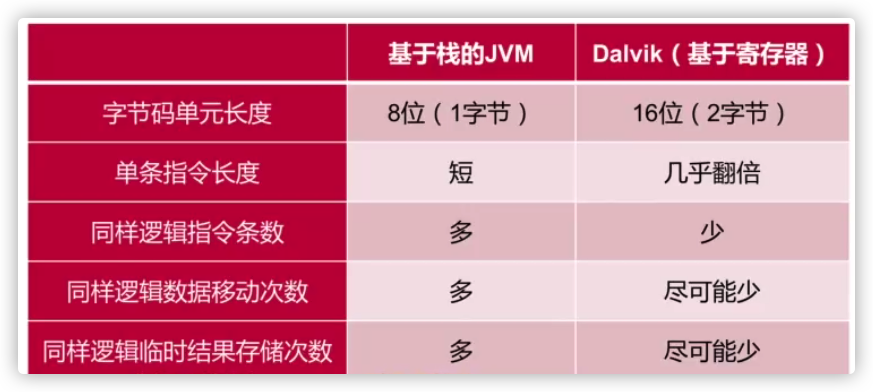 基于栈的JVM Dalvik（基于寄存器）
字节码单元长度 8位（1字节） 16位（2字节）
单条指令长度 短 几乎翻倍
同样逻辑指令条数 多 少
同样逻辑数据移动次数 多 尽可能少
同样逻辑临时结果存储次数 多 尽可能少